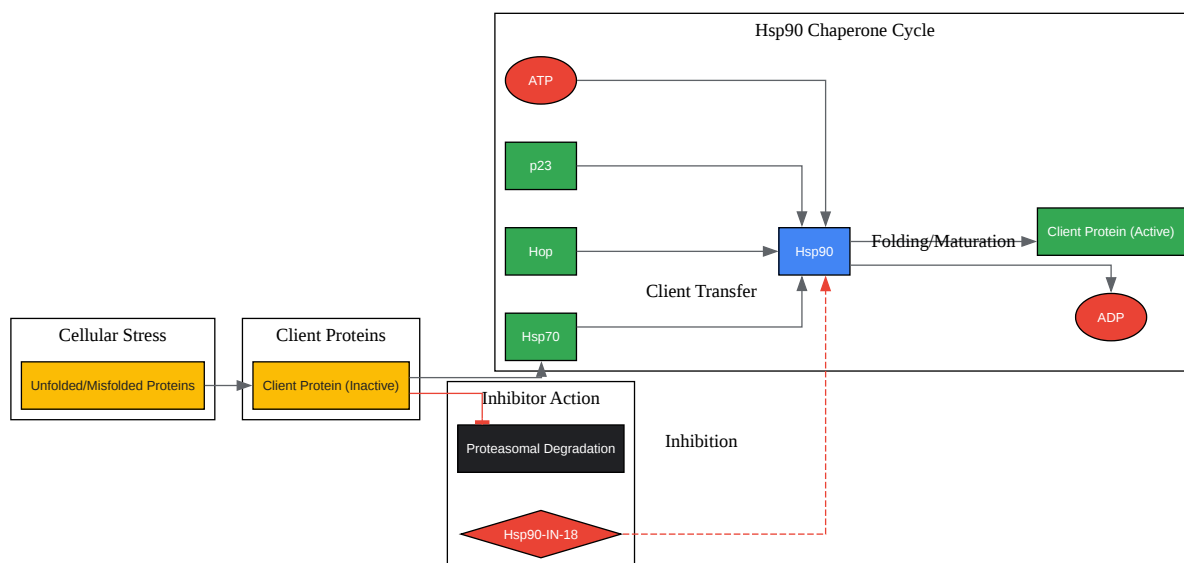 Hsp90 Chaperone Cycle
ATP
p23
Hop
Hsp90
Folding/Maturation
Client Protein (Active)
Client Transfer
ADP
Hsp70
Cellular Stress
Unfolded/Misfolded Proteins
Client Proteins
Client Protein (Inactive)
Inhibitor Action
Proteasomal Degradation
Inhibition
Hsp90-IN-18